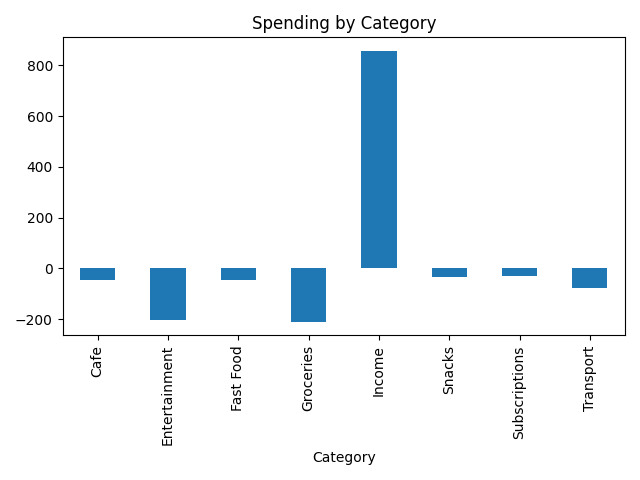 Spending by Category
800
600
400
200
0
−200
Cafe
Entertainment
Fast Food
Groceries
Income
Snacks
Subscriptions
Transport
Category